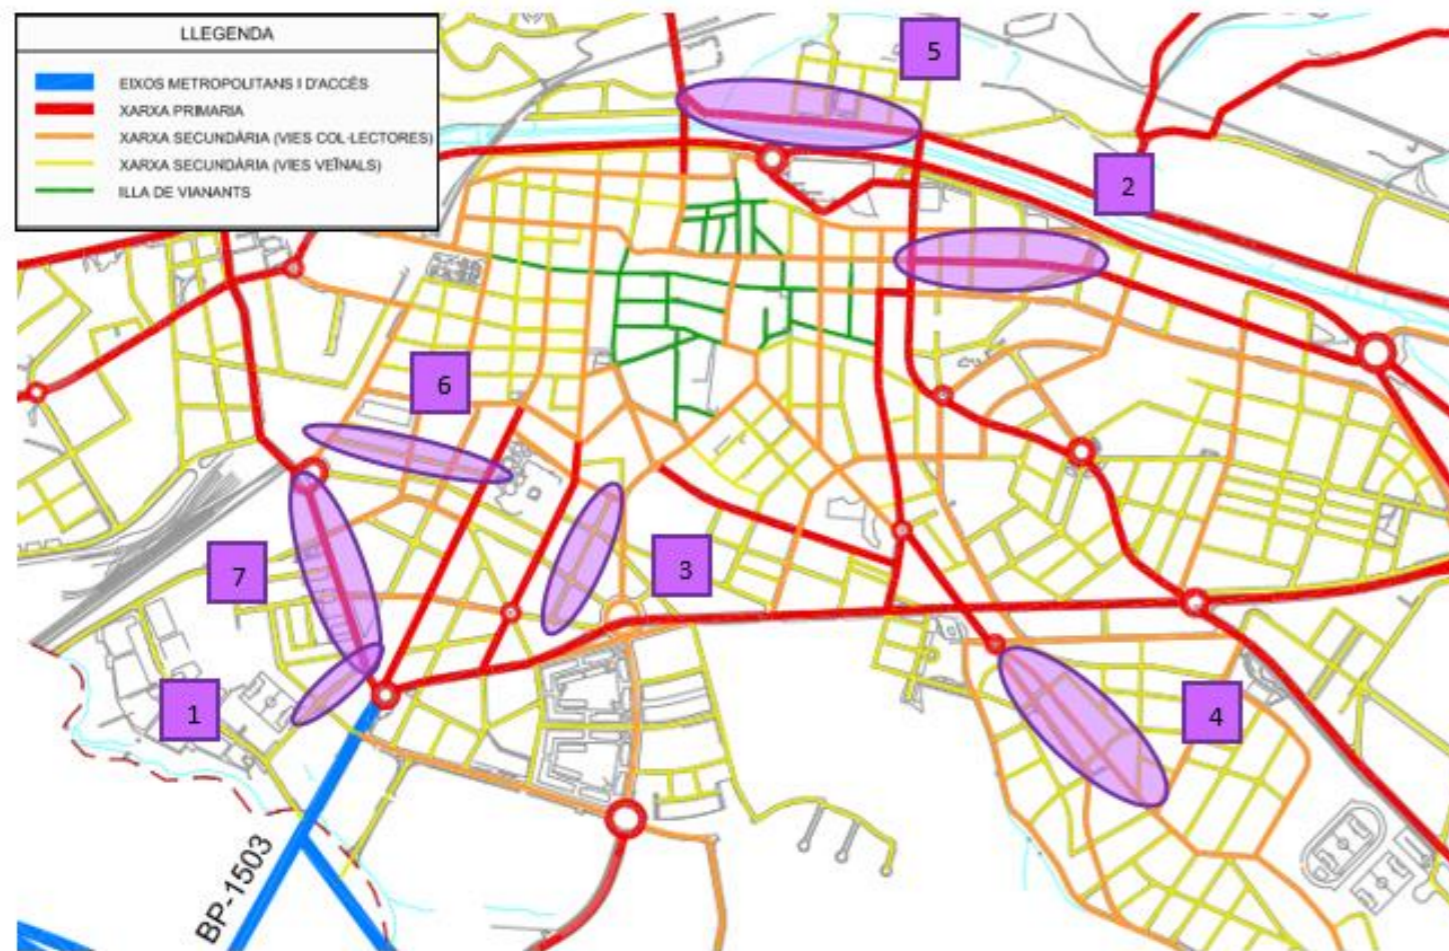 LLEGENDA
EIXOS METROPOLITANS I D'ACCÉS
XARXA PRIMARIA
XARXA SECUNDÀRIA (VIES COL·LECTORES)
XARXA SECUNDÀRIA (VIES VEÏNALS)
ILLA DE VIANANTS
5
2
6
3
7
1
4
BP-1503